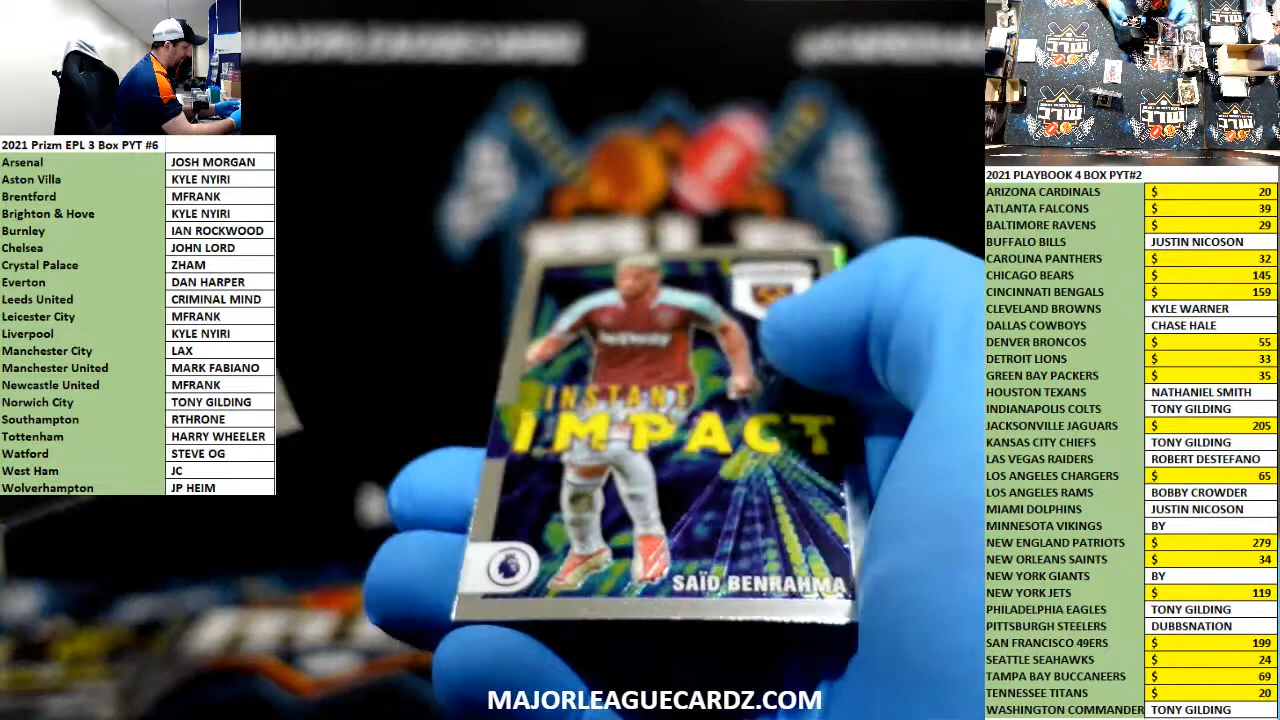 2021 Prizm EPL 3 Box PYT #6
Arsenal JOSH MORGAN
Aston Villa KYLE NYIRI
Brentford MFRANK
Brighton & Hove KYLE NYIRI
Burnley IAN ROCKWOOD
Chelsea JOHN LORD
Crystal Palace ZHAM
Everton DAN HARPER
Leeds United CRIMINAL MIND
Leicester City MFRANK
Liverpool KYLE NYIRI
Manchester City LAX
Manchester United MARK FABIANO
Newcastle United MFRANK
Norwich City TONY GILDING
Southampton RTHRONE
Tottenham HARRY WHEELER
Watford STEVE OG
West Ham JC
Wolverhampton JP HEIM
INSTANT
IMPACT
SAÏD BENRAHMA
MAJORLEAGUECARDZ.COM
MLC
2021 PLAYBOOK 4 BOX PYT#2
ARIZONA CARDINALS $ 20
ATLANTA FALCONS $ 39
BALTIMORE RAVENS $ 29
BUFFALO BILLS JUSTIN NICOSON
CAROLINA PANTHERS $ 32
CHICAGO BEARS $ 145
CINCINNATI BENGALS $ 159
CLEVELAND BROWNS KYLE WARNER
DALLAS COWBOYS CHASE HALE
DENVER BRONCOS $ 55
DETROIT LIONS $ 33
GREEN BAY PACKERS $ 35
HOUSTON TEXANS NATHANIEL SMITH
INDIANAPOLIS COLTS TONY GILDING
JACKSONVILLE JAGUARS $ 205
KANSAS CITY CHIEFS TONY GILDING
LAS VEGAS RAIDERS ROBERT DESTEFANO
LOS ANGELES CHARGERS $ 65
LOS ANGELES RAMS BOBBY CROWDER
MIAMI DOLPHINS JUSTIN NICOSON
MINNESOTA VIKINGS BY
NEW ENGLAND PATRIOTS $ 279
NEW ORLEANS SAINTS $ 34
NEW YORK GIANTS BY
NEW YORK JETS $ 119
PHILADELPHIA EAGLES TONY GILDING
PITTSBURGH STEELERS DUBBSNATION
SAN FRANCISCO 49ERS $ 199
SEATTLE SEAHAWKS $ 24
TAMPA BAY BUCCANEERS $ 69
TENNESSEE TITANS $ 20
WASHINGTON COMMANDER TONY GILDING